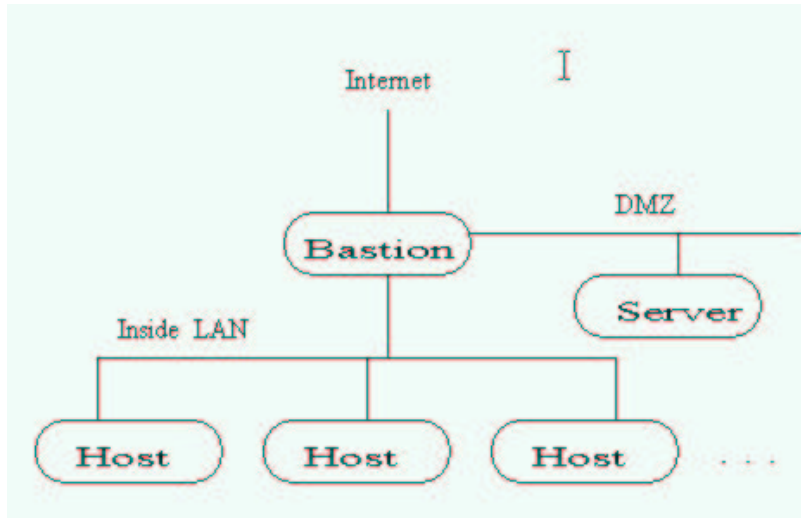 Internet
DMZ
Bastion
Server
Inside LAN
Host Host Host . . .